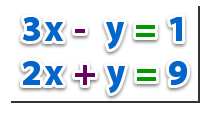 3x - y = 1
2x + y = 9